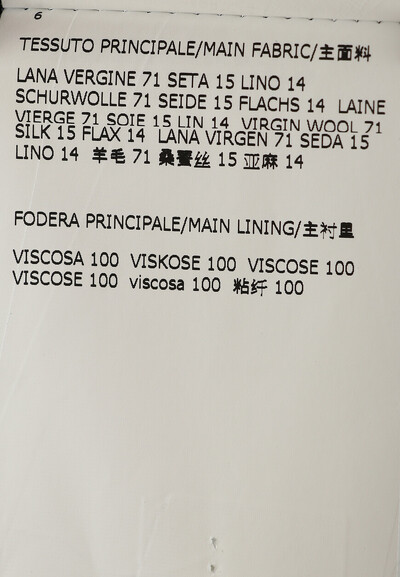 6
TESSUTO PRINCIPALE/MAIN FABRIC/主面料
LANA VERGINE 71 SETA 15 LINO 14
SCHURWOLLE 71 SEIDE 15 FLACHS 14 LAINE
VIERGE 71 SOIE 15 LIN 14 VIRGIN WOOL 71
SILK 15 FLAX 14 LANA VIRGEN 71 SEDA 15
LINO 14 羊毛 71 桑蚕丝 15 亚麻 14
FODERA PRINCIPALE/MAIN LINING/主衬里
VISCOSA 100 VISKOSE 100 VISCOSE 100
VISCOSE 100 viscosa 100 粘纤 100